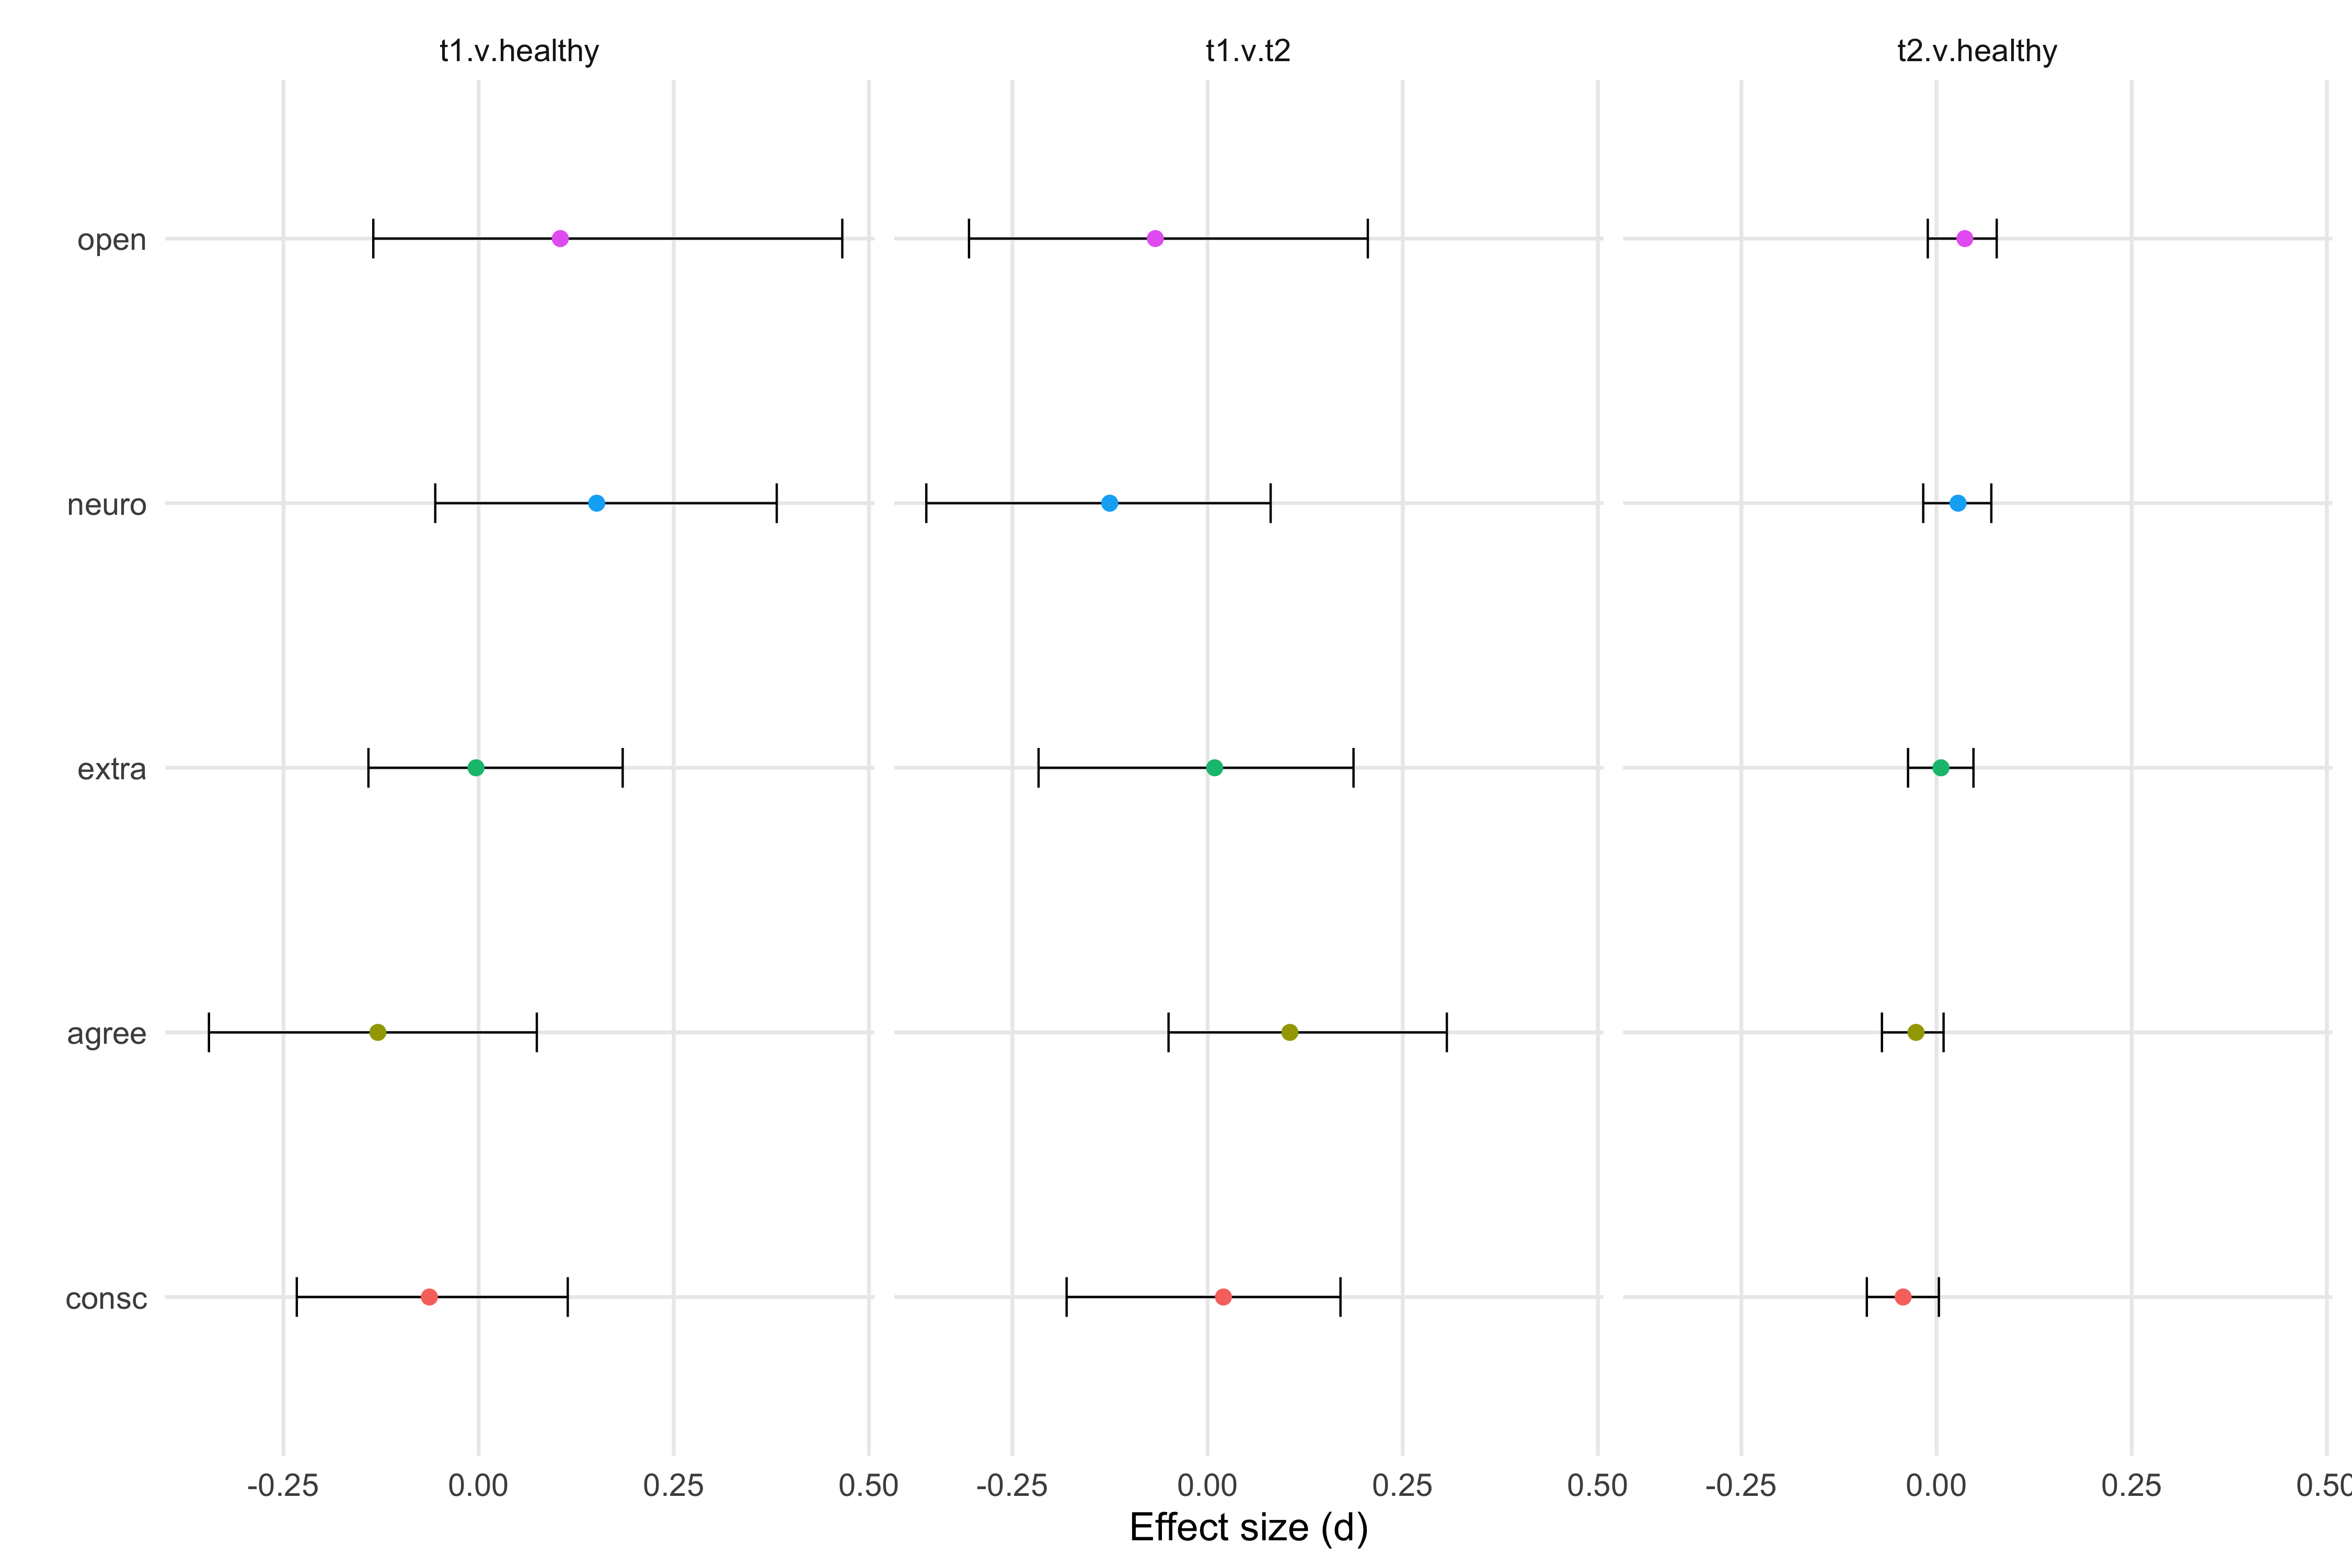 t1.v.healthy t1.v.t2 t2.v.healthy
open
neuro
extra
agree
consc
-0.25 0.00 0.25 0.50 -0.25 0.00 0.25 0.50 -0.25 0.00 0.25 0.50
Effect size (d)